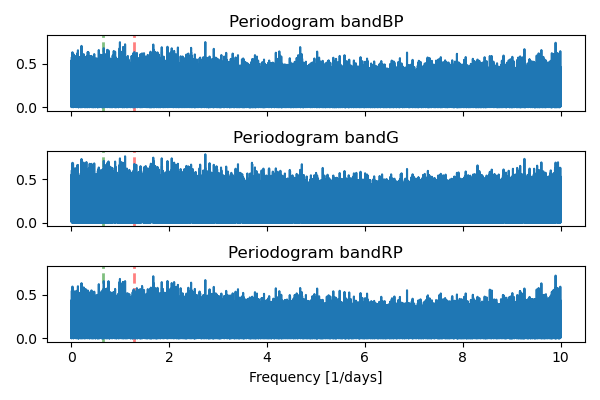 Periodogram bandBP
0.5
0.0
Periodogram bandG
0.5
0.0
Periodogram bandRP
0.5
0.0
0 2 4 6 8 10
Frequency [1/days]